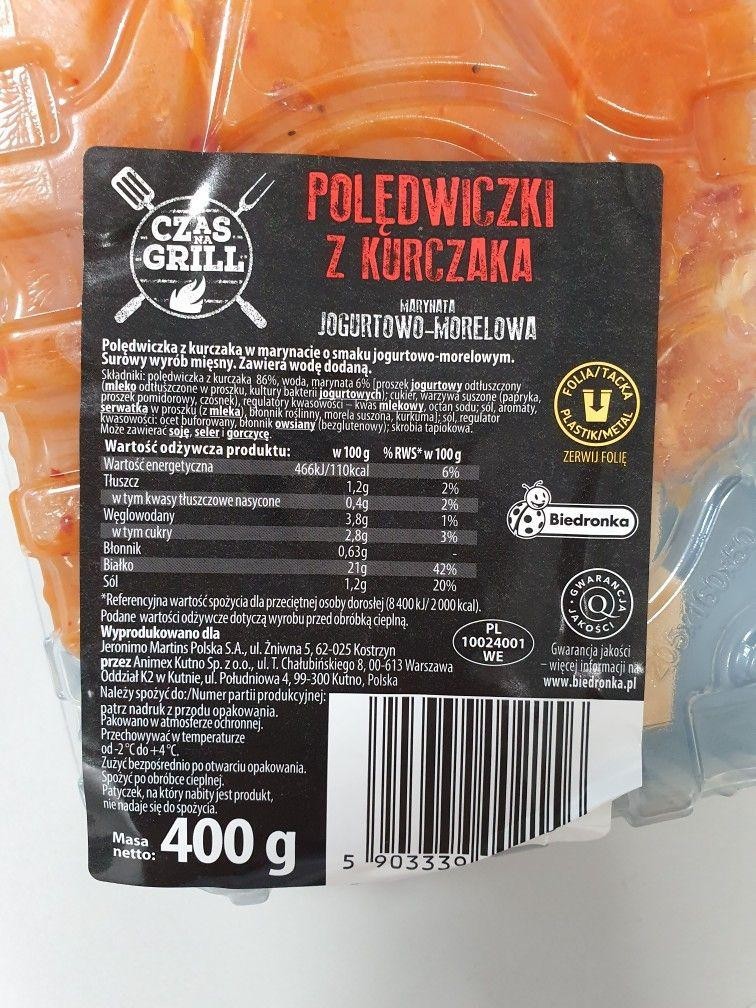 CZAS
NA
GRILL
POLĘDWICZKI
Z KURCZAKA
MARYNATA
JOGURTOWO-MORELOWA
Polędwiczka z kurczaka w marynacie o smaku jogurtowo-morelowym.
Surowy wyrób mięsny. Zawiera wodę dodaną.
Składniki: polędwiczka z kurczaka 86%, woda, marynata 6% [proszek jogurtowy odtłuszczony
(mleko odtłuszczone w proszku, kultury bakterii jogurtowych); cukier, warzywa suszone (papryka,
proszek pomidorowy, czosnek), regulatory kwasowości – kwas mlekowy, octan sodu; sól, aromaty,
serwatka w proszku (z mleka), błonnik roślinny, morela suszona, kurkuma]; sól, regulator
kwasowości: ocet buforowany, błonnik owsiany (bezglutenowy); skrobia tapiokowa.
Może zawierać soję, seler i gorczycę.
Wartość odżywcza produktu: w 100 g % RWS* w 100 g
Wartość energetyczna 466kJ/110kcal 6%
Tłuszcz 1,2g 2%
w tym kwasy tłuszczowe nasycone 0,4g 2%
Węglowodany 3,8g 1%
w tym cukry 2,8g 3%
Błonnik 0,63g -
Białko 21g 42%
Sól 1,2g 20%
*Referencyjna wartość spożycia dla przeciętnej osoby dorosłej (8 400 kJ/ 2 000 kcal).
Podane wartości odżywcze dotyczą wyrobu przed obróbką cieplną.
Wyprodukowano dla
Jeronimo Martins Polska S.A., ul. Żniwna 5, 62-025 Kostrzyn
przez Animex Kutno Sp. z o.o., ul. T. Chałubińskiego 8, 00-613 Warszawa
Oddział K2 w Kutnie, ul. Południowa 4, 99-300 Kutno, Polska
Należy spożyć do:/Numer partii produkcyjnej:
patrz nadruk z przodu opakowania.
Pakowano w atmosferze ochronnej.
Przechowywać w temperaturze
od -2 °C do +4 °C.
Zużyć bezpośrednio po otwarciu opakowania.
Spożyć po obróbce cieplnej.
Patyczek, na który nabity jest produkt,
nie nadaje się do spożycia.
Masa
netto: 400 g
FOLIA/TACKA
PLASTIK/METAL
ZERWIJ FOLIĘ
Biedronka
GWARANCJA
Q
JAKOŚCI
Gwarancja jakości
– więcej informacji na
www.biedronka.pl
PL
10024001
WE
5 903339